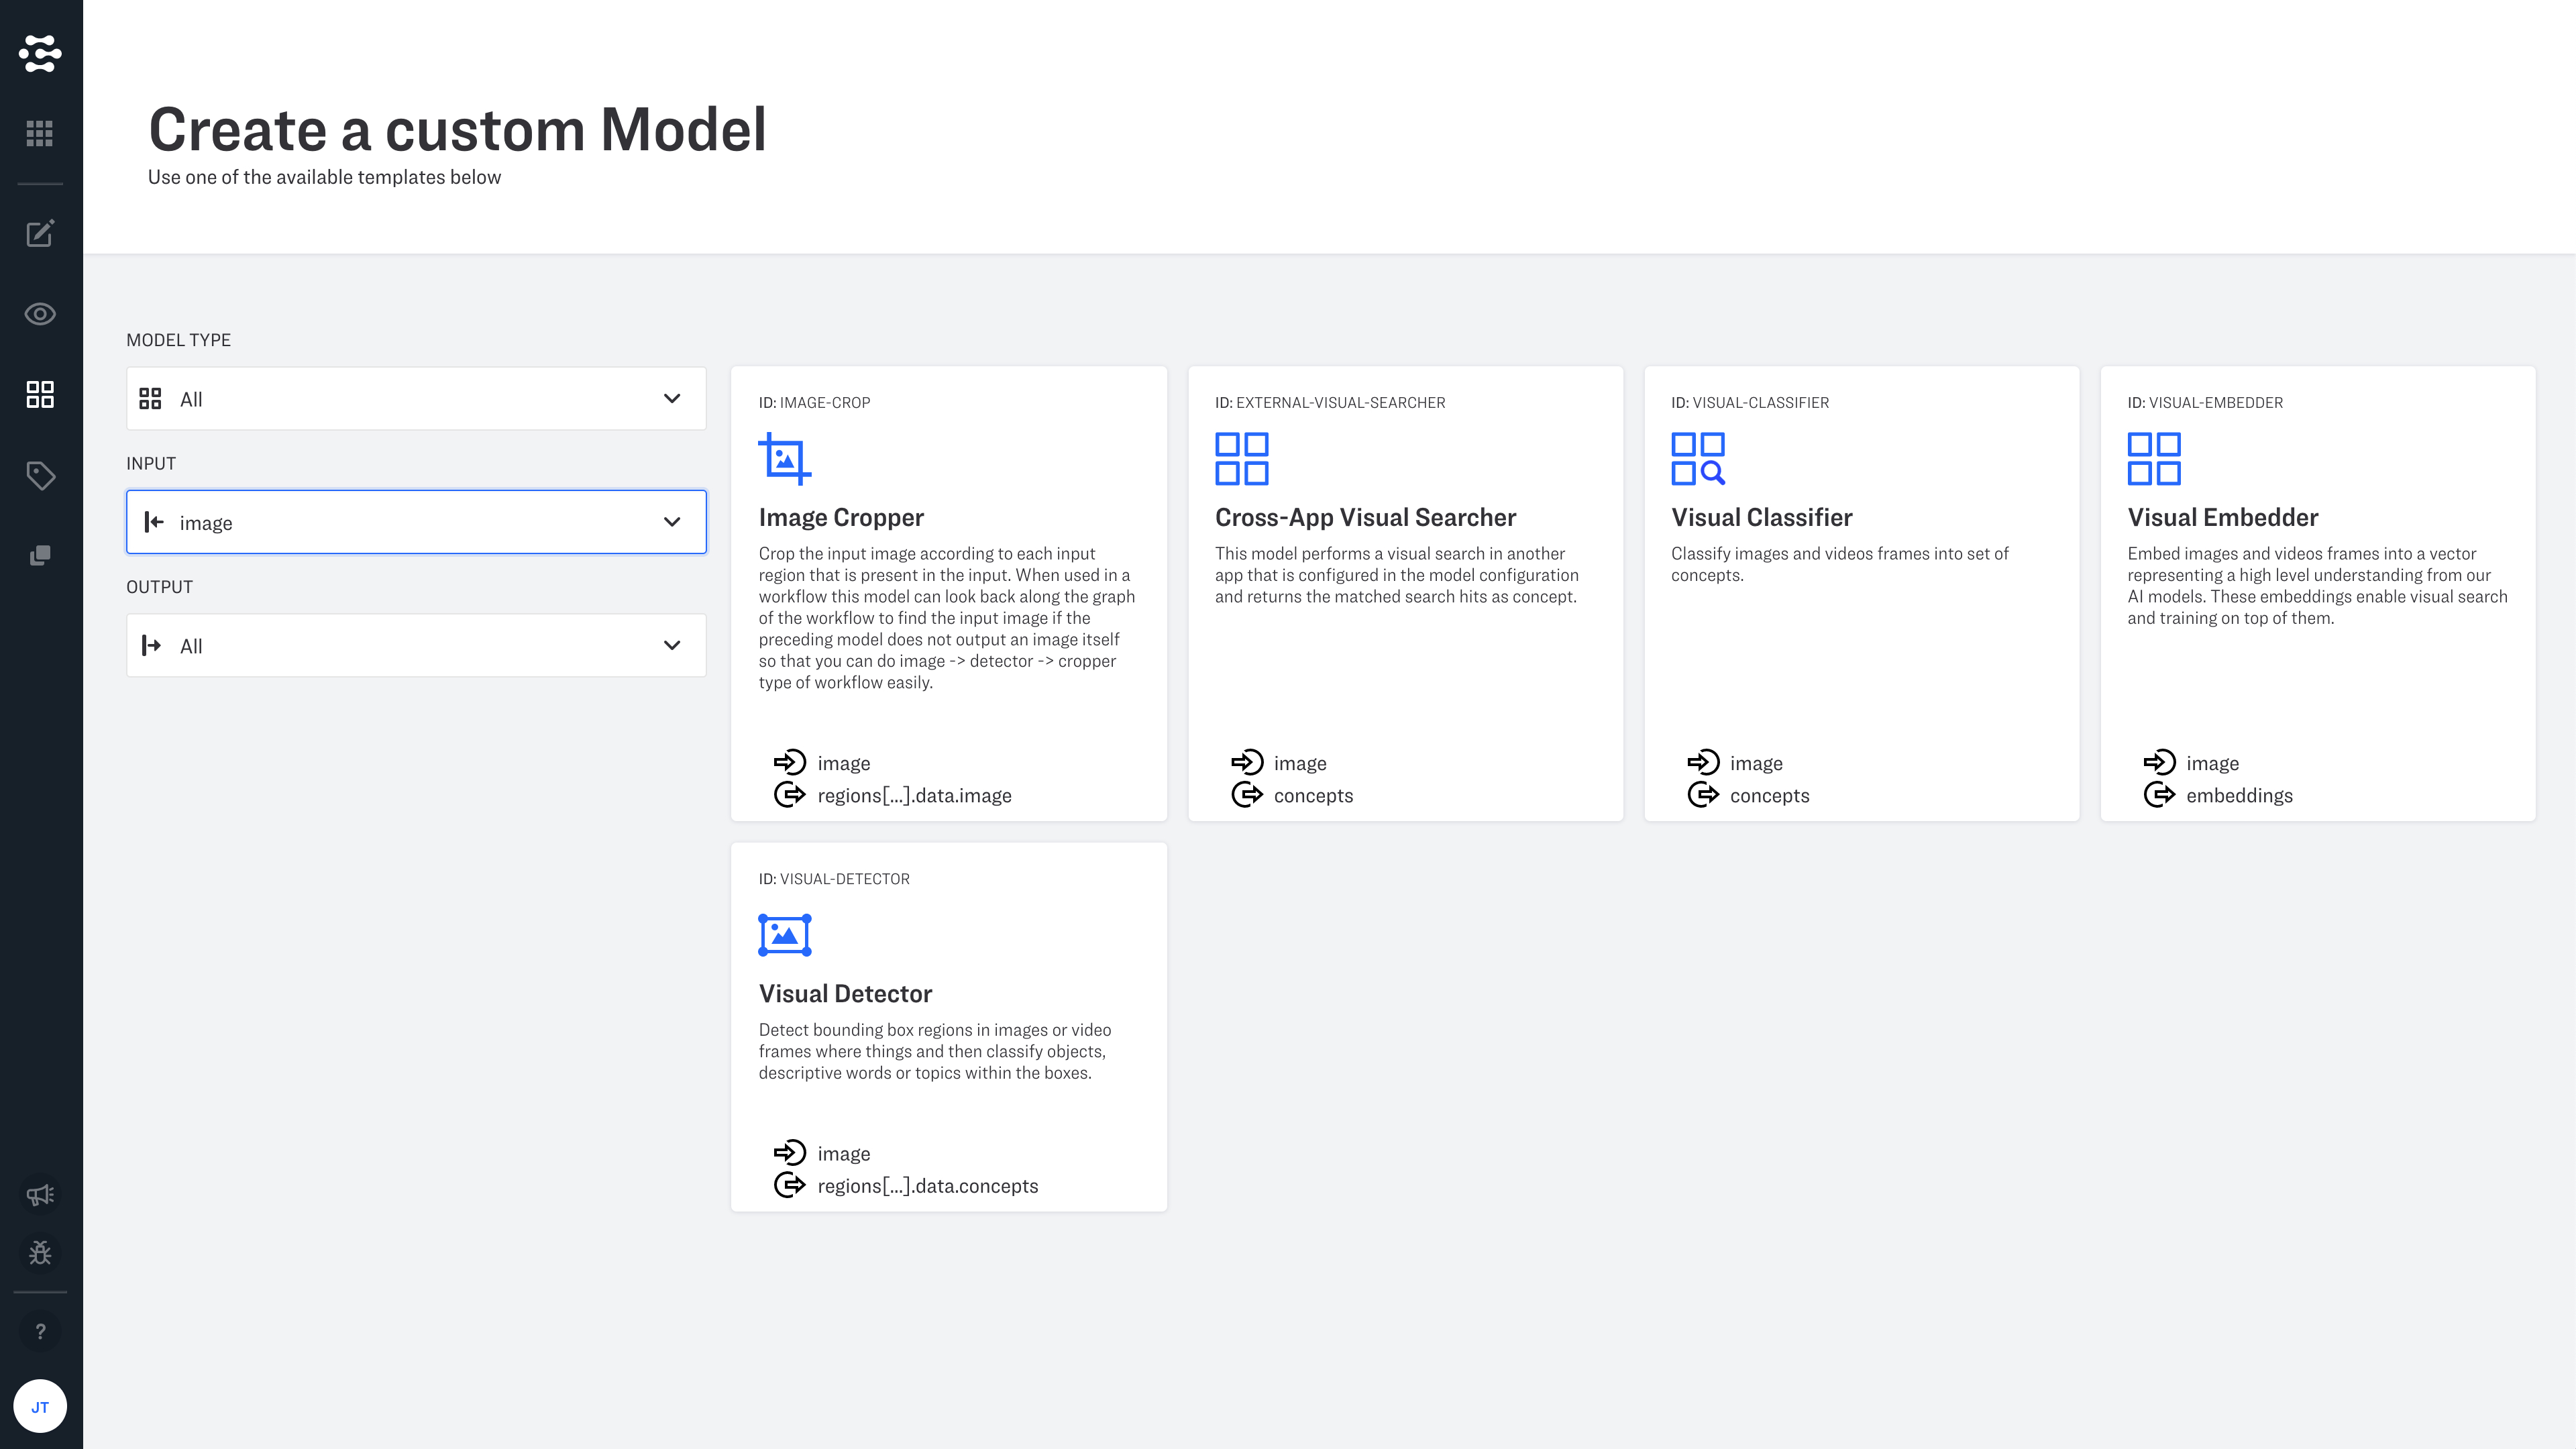 Create a custom Model
Use one of the available templates below
MODEL TYPE
All
INPUT
image
OUTPUT
All
ID: IMAGE-CROP
Image Cropper
Crop the input image according to each input
region that is present in the input. When used in a
workflow this model can look back along the graph
of the workflow to find the input image if the
preceding model does not output an image itself
so that you can do image -> detector -> cropper
type of workflow easily.
image
regions[...].data.image
ID: EXTERNAL-VISUAL-SEARCHER
Cross-App Visual Searcher
This model performs a visual search in another
app that is configured in the model configuration
and returns the matched search hits as concept.
image
concepts
ID: VISUAL-CLASSIFIER
Visual Classifier
Classify images and videos frames into set of
concepts.
image
concepts
ID: VISUAL-EMBEDDER
Visual Embedder
Embed images and videos frames into a vector
representing a high level understanding from our
AI models. These embeddings enable visual search
and training on top of them.
image
embeddings
ID: VISUAL-DETECTOR
Visual Detector
Detect bounding box regions in images or video
frames where things and then classify objects,
descriptive words or topics within the boxes.
image
regions[...].data.concepts
?
JT